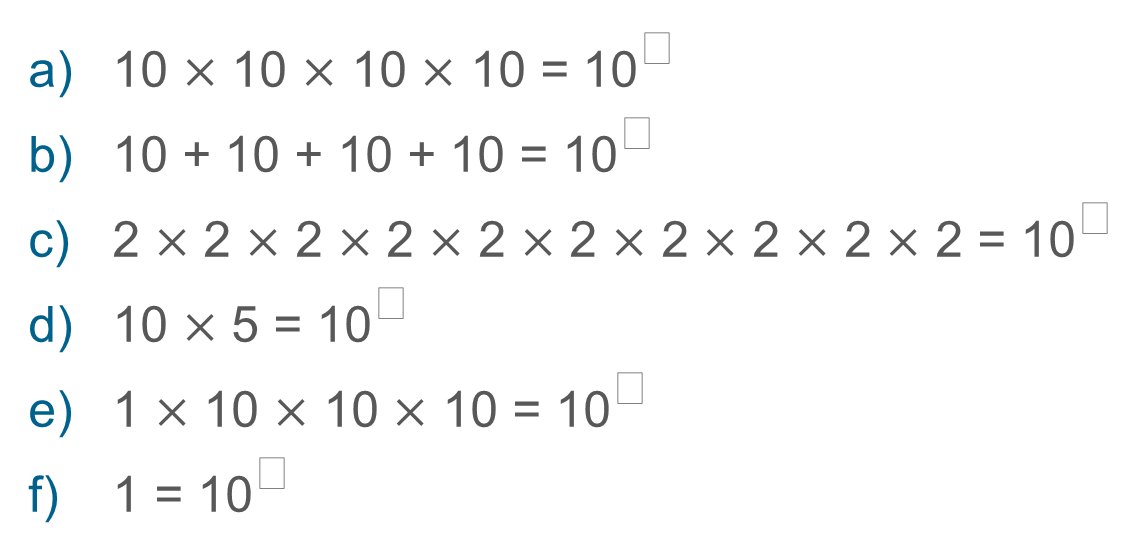 a) 10 × 10 × 10 × 10 = 10□
b) 10 + 10 + 10 + 10 = 10□
c) 2 × 2 × 2 × 2 × 2 × 2 × 2 × 2 × 2 × 2 = 10□
d) 10 × 5 = 10□
e) 1 × 10 × 10 × 10 = 10□
f) 1 = 10□